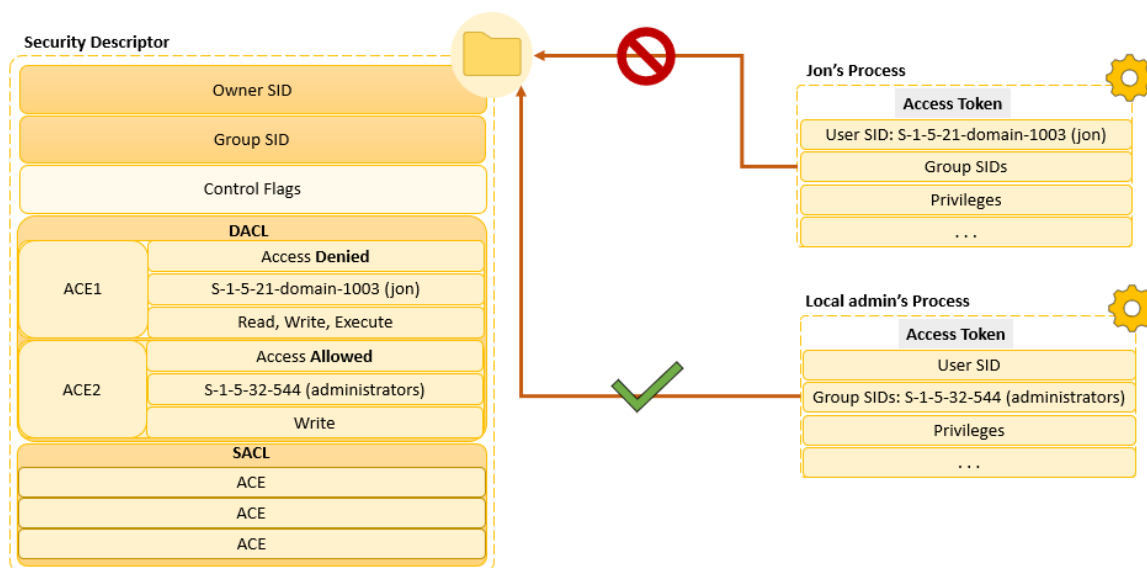 Security Descriptor
Owner SID
Group SID
Control Flags
DACL
ACE1
Access Denied
S-1-5-21-domain-1003 (jon)
Read, Write, Execute
ACE2
Access Allowed
S-1-5-32-544 (administrators)
Write
SACL
ACE
ACE
ACE
Jon's Process
Access Token
User SID: S-1-5-21-domain-1003 (jon)
Group SIDs
Privileges
. . .
Local admin's Process
Access Token
User SID
Group SIDs: S-1-5-32-544 (administrators)
Privileges
. . .